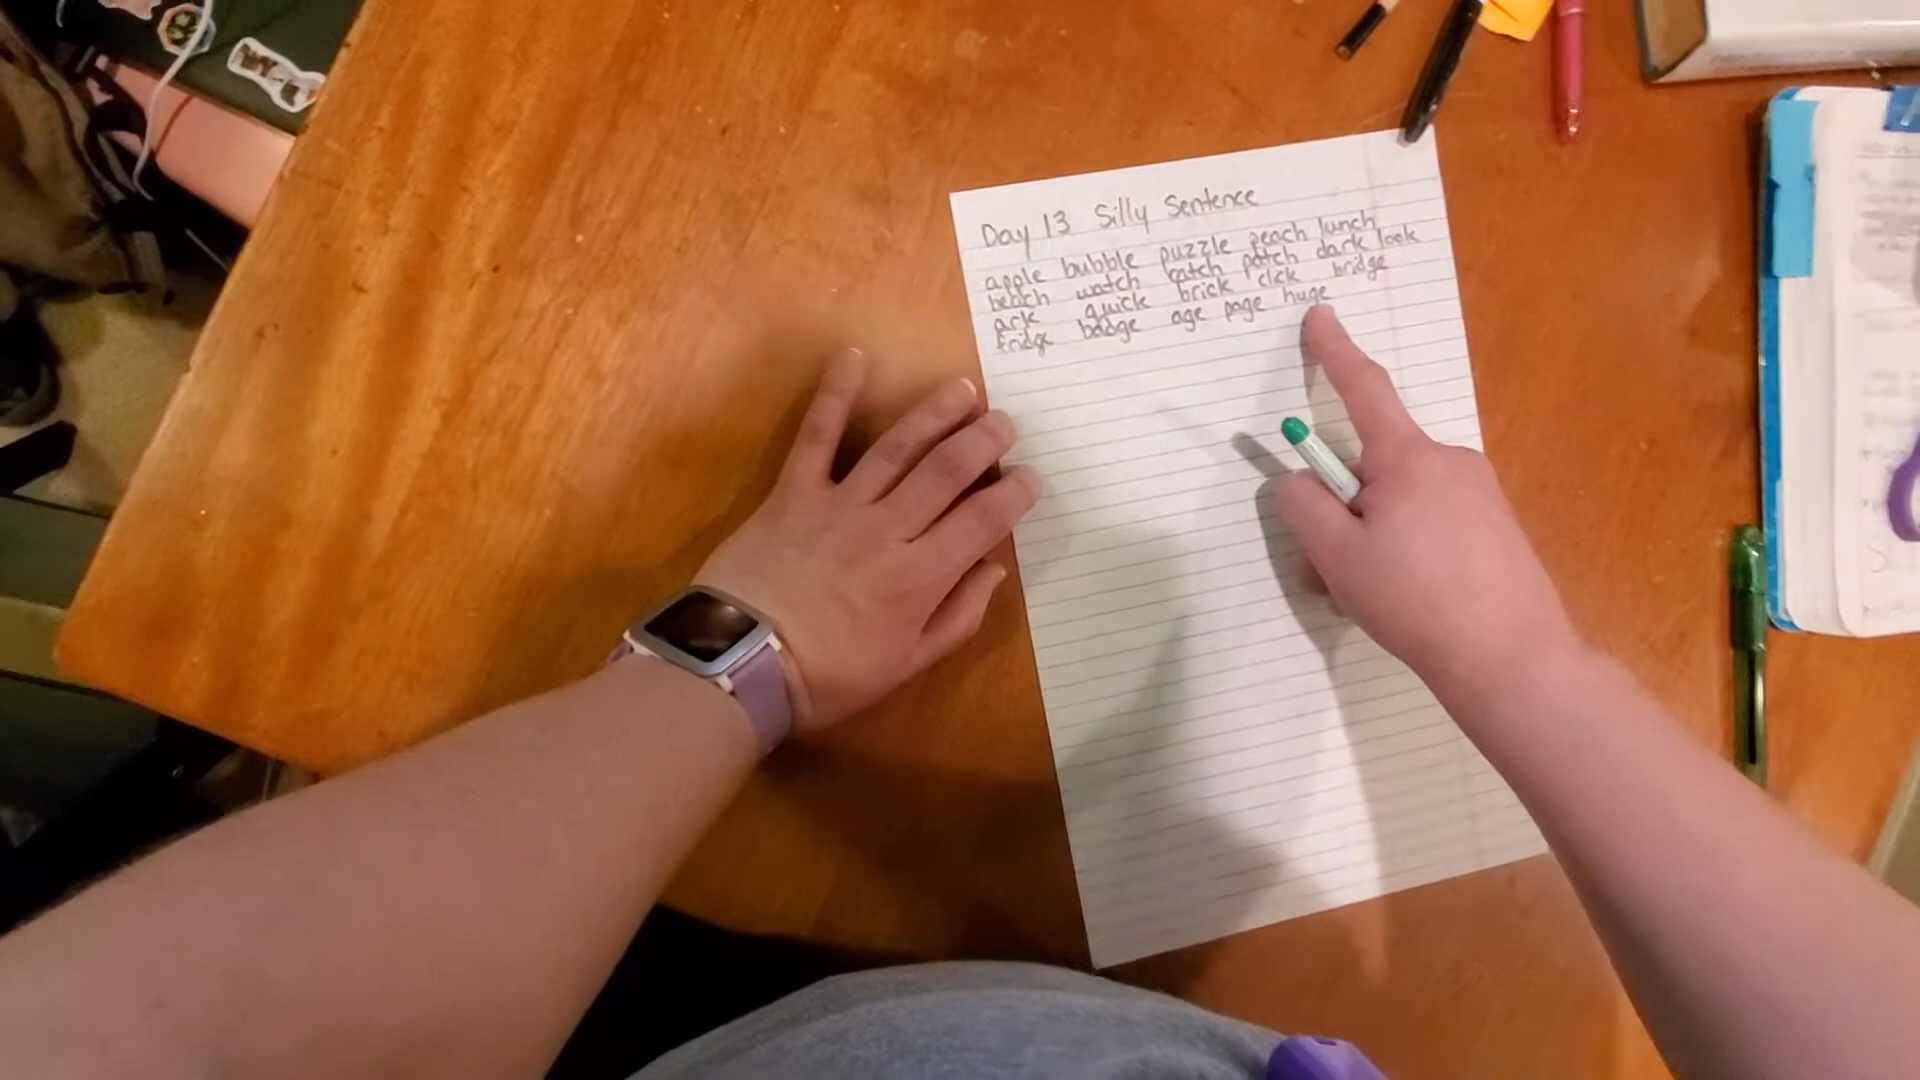 Day 13 Silly Sentence
apple bubble puzzle peach lunch
beach watch catch patch dark look
ark quick brick click bridge
fridge badge age page huge